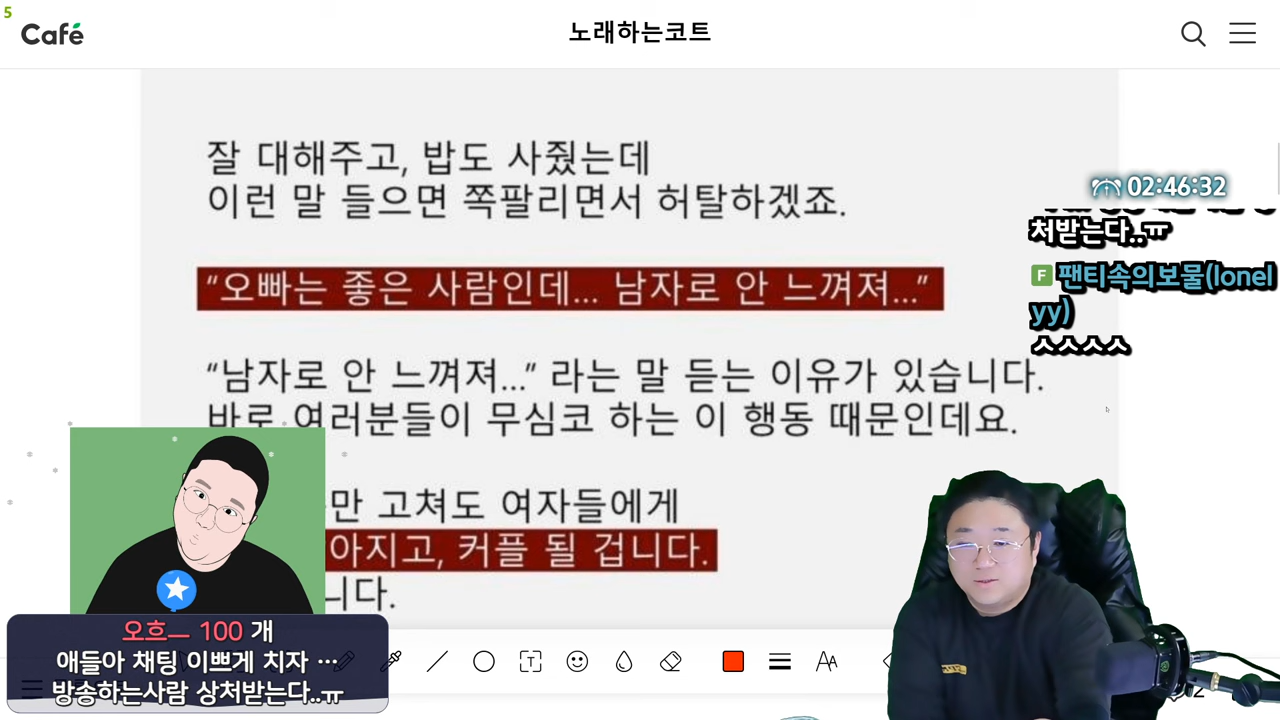 5
Café
노래하는코트
잘 대해주고, 밥도 사줬는데
이런 말 들으면 쪽팔리면서 허탈하겠죠.
“오빠는 좋은 사람인데... 남자로 안 느껴져...”
“남자로 안 느껴져...” 라는 말 듣는 이유가 있습니다.
바로 여러분들이 무심코 하는 이 행동 때문인데요.
만 고쳐도 여자들에게
아지고, 커플 될 겁니다.
니다.
02:46:32
처받는다..ㅠ
F 팬티속의보물(lonel
yy)
ㅅㅅㅅㅅ
오흐ㅡ 100 개
애들아 채팅 이쁘게 치자 ...
방송하는사람 상처받는다..ㅠ
T
AA
2